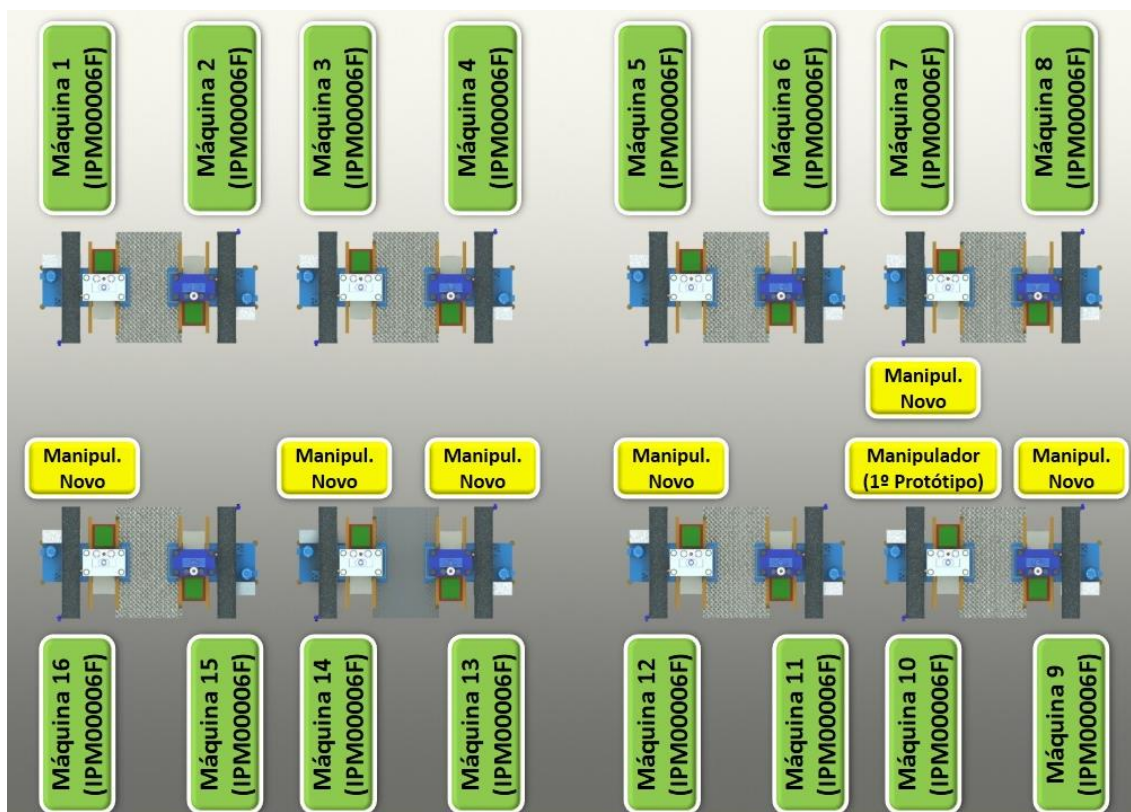 Máquina 1
(IPM00006F)
Máquina 2
(IPM00006F)
Máquina 3
(IPM00006F)
Máquina 4
(IPM00006F)
Máquina 5
(IPM00006F)
Máquina 6
(IPM00006F)
Máquina 7
(IPM00006F)
Máquina 8
(IPM00006F)
Manipul.
Novo
Manipul.
Novo
Manipul.
Novo
Manipul.
Novo
Manipul.
Novo
Manipulador
(1º Protótipo)
Manipul.
Novo
Máquina 16
(IPM00006F)
Máquina 15
(IPM00006F)
Máquina 14
(IPM00006F)
Máquina 13
(IPM00006F)
Máquina 12
(IPM00006F)
Máquina 11
(IPM00006F)
Máquina 10
(IPM00006F)
Máquina 9
(IPM00006F)